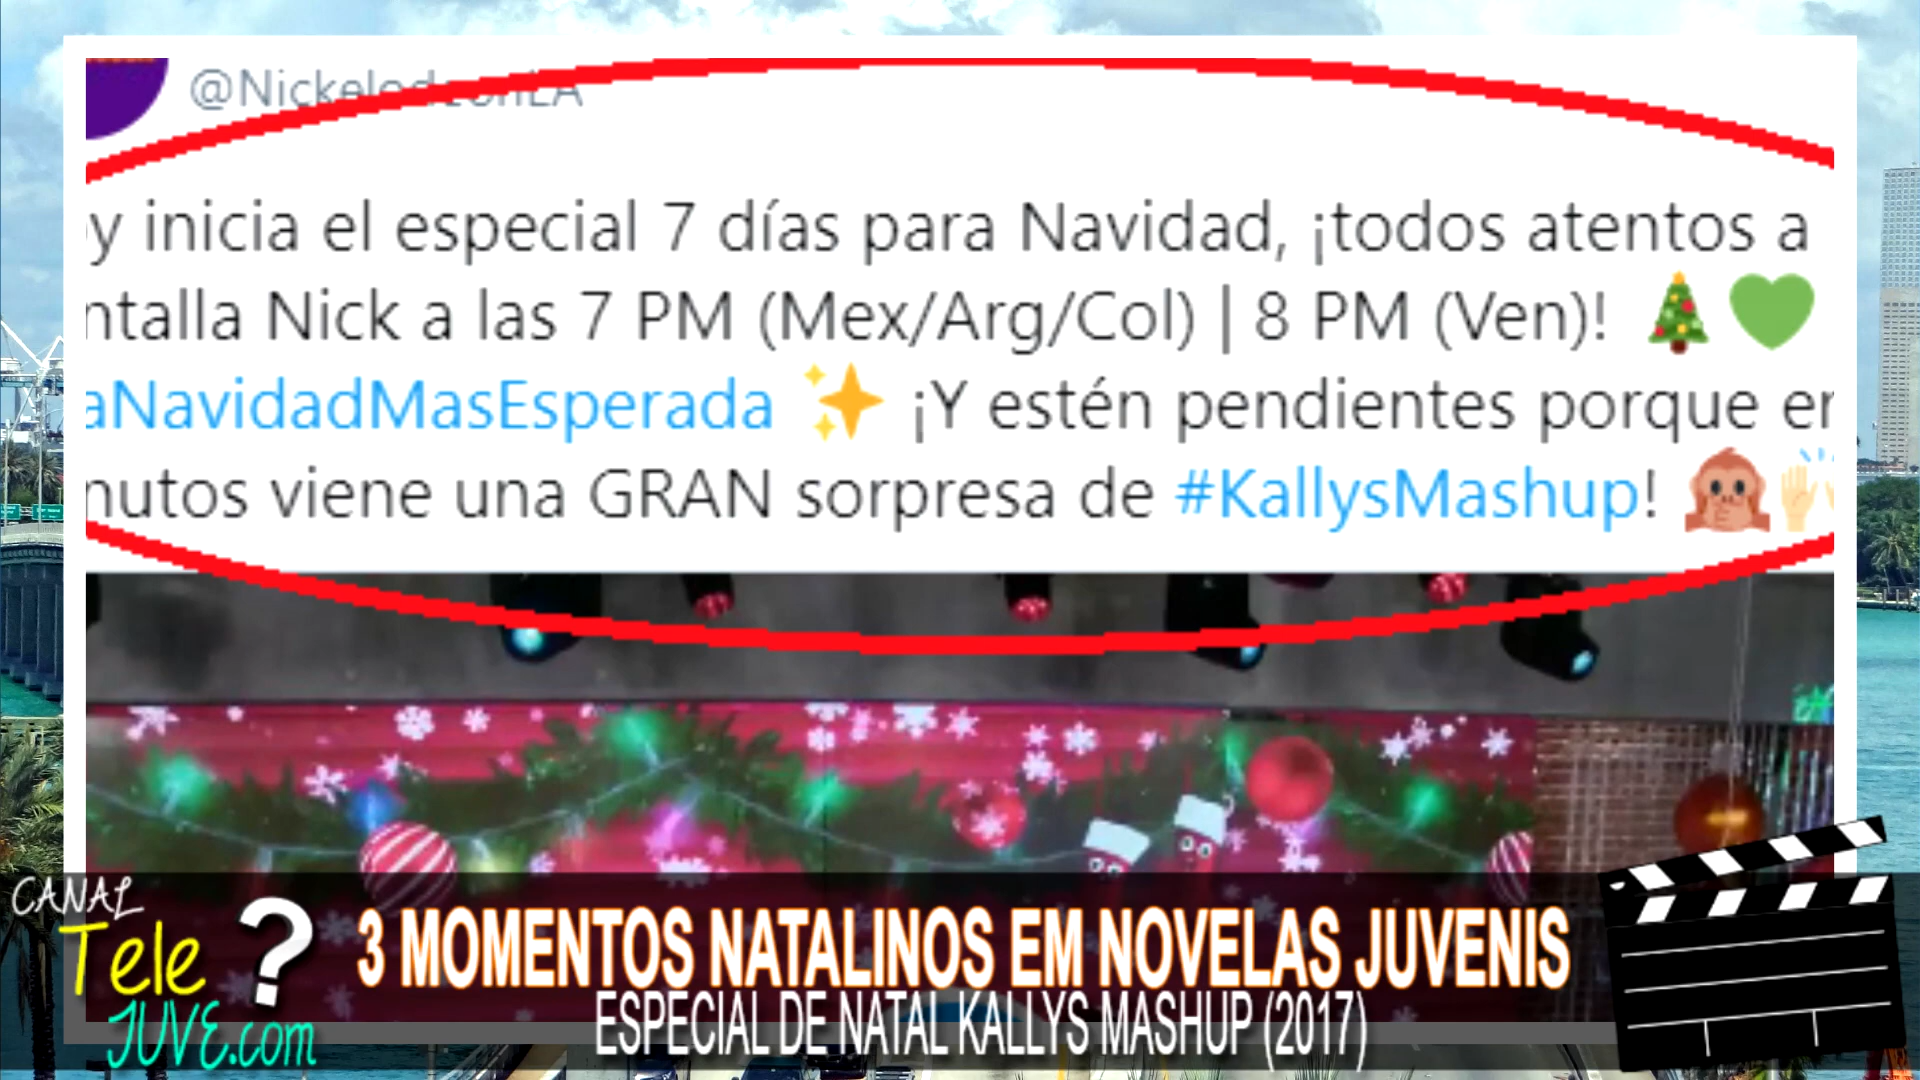 @NickelodeonLA
y inicia el especial 7 días para Navidad, ¡todos atentos a
ntalla Nick a las 7 PM (Mex/Arg/Col) | 8 PM (Ven)! 🎄💚
aNavidadMasEsperada ✨ ¡Y estén pendientes porque en
nutos viene una GRAN sorpresa de #KallysMashup! 🙊🙌🏻
CANAL
Tele
JUVE.com
?
3 MOMENTOS NATALINOS EM NOVELAS JUVENIS
ESPECIAL DE NATAL KALLYS MASHUP (2017)